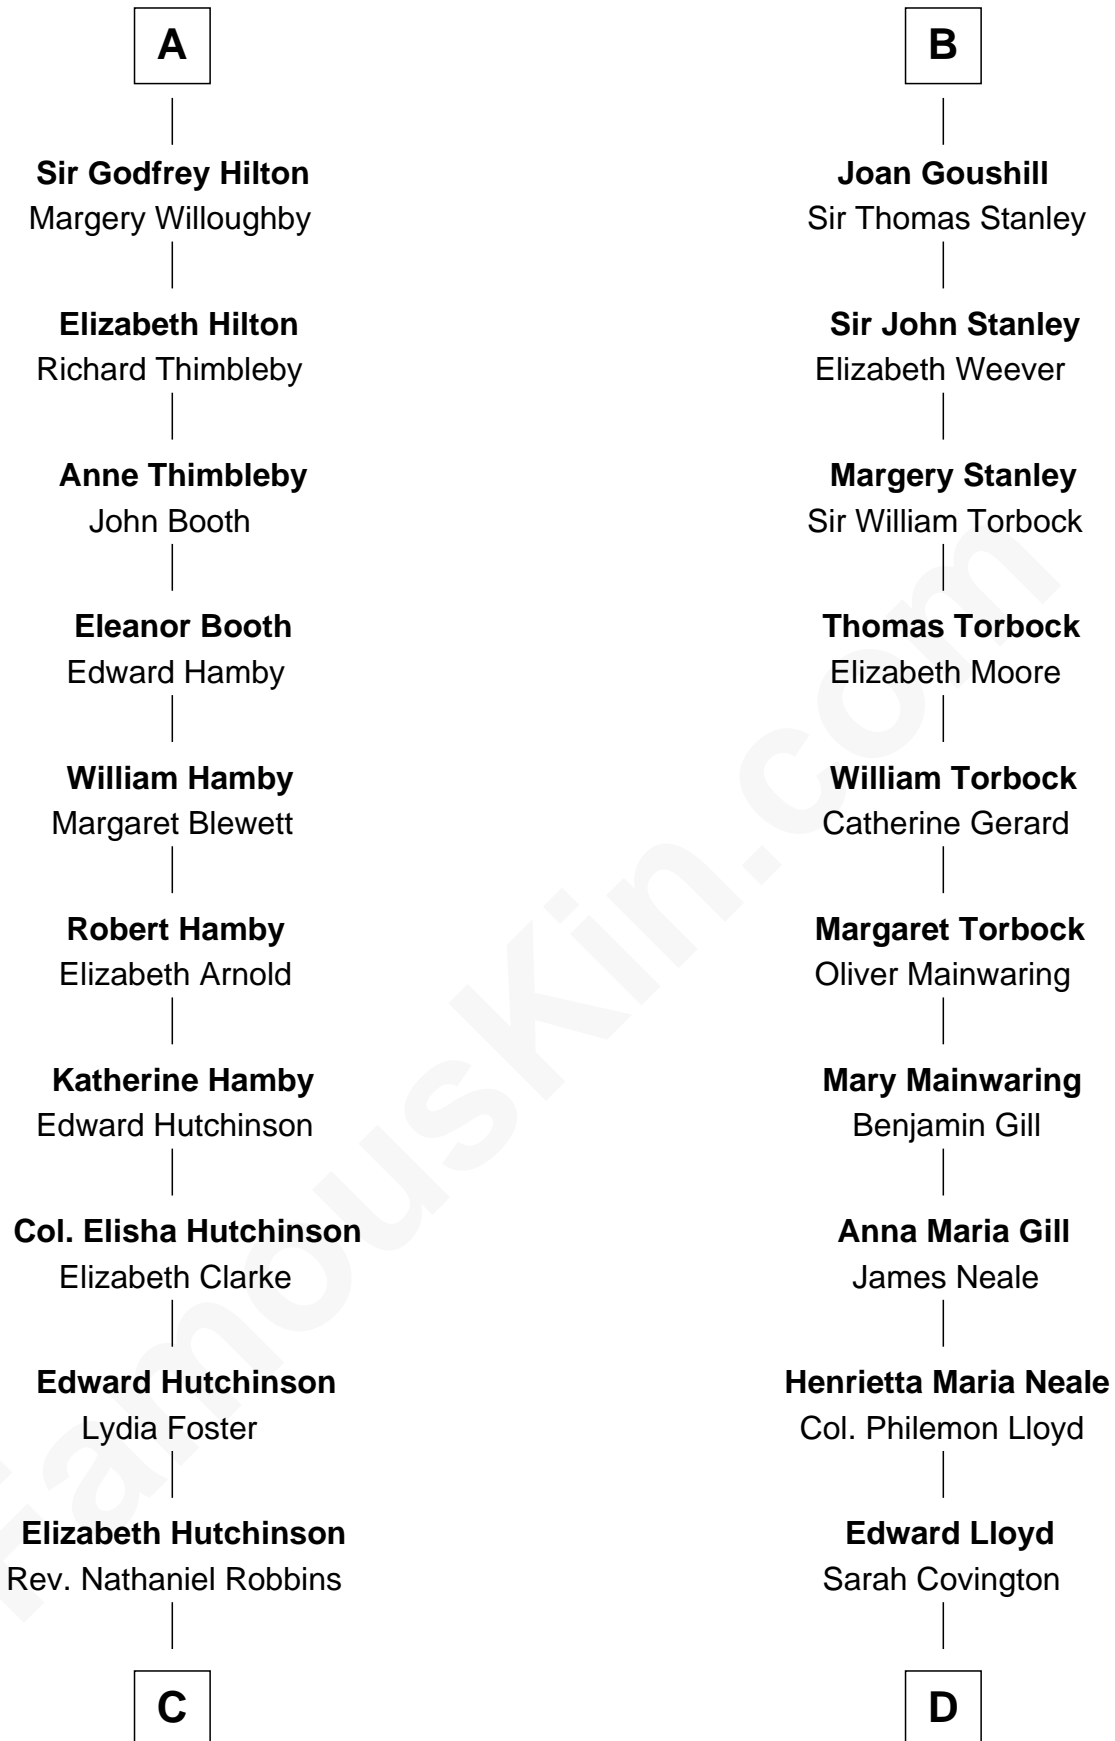 A
Sir Godfrey Hilton
Margery Willoughby
Elizabeth Hilton
Richard Thimbleby
Anne Thimbleby
John Booth
Eleanor Booth
Edward Hamby
William Hamby
Margaret Blewett
Robert Hamby
Elizabeth Arnold
Katherine Hamby
Edward Hutchinson
Col. Elisha Hutchinson
Elizabeth Clarke
Edward Hutchinson
Lydia Foster
Elizabeth Hutchinson
Rev. Nathaniel Robbins
C
B
Joan Goushill
Sir Thomas Stanley
Sir John Stanley
Elizabeth Weever
Margery Stanley
Sir William Torbock
Thomas Torbock
Elizabeth Moore
William Torbock
Catherine Gerard
Margaret Torbock
Oliver Mainwaring
Mary Mainwaring
Benjamin Gill
Anna Maria Gill
James Neale
Henrietta Maria Neale
Col. Philemon Lloyd
Edward Lloyd
Sarah Covington
D
FamousKin.com